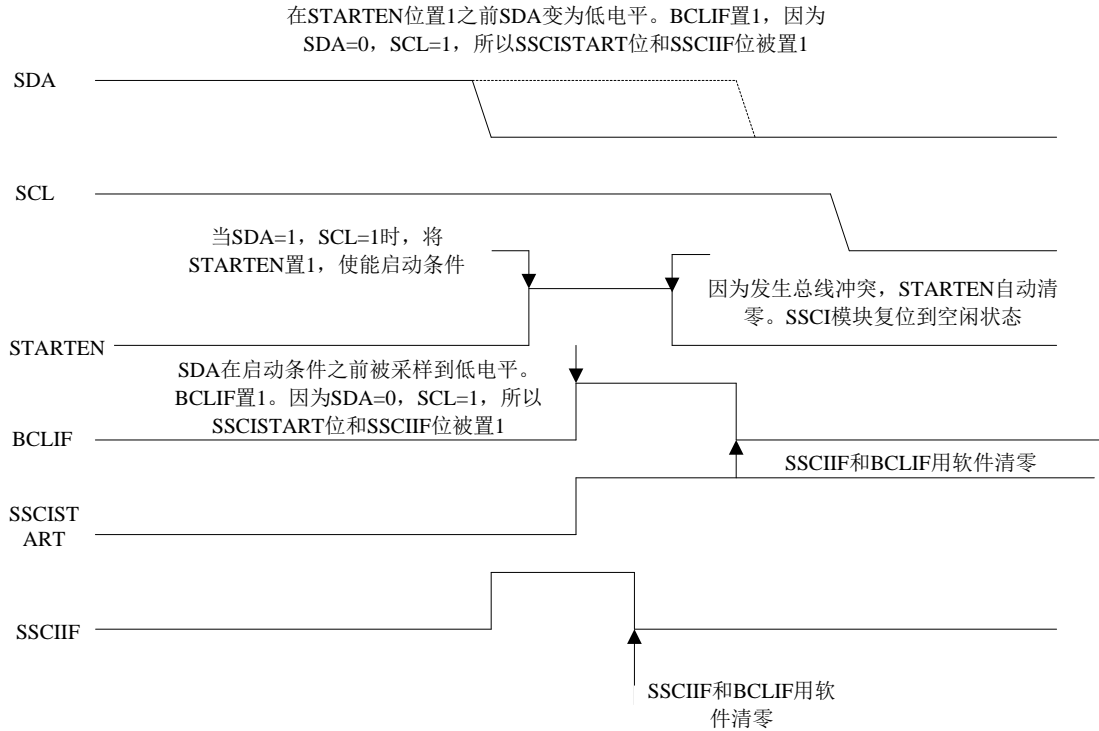 在STARTEN位置1之前SDA变为低电平。BCLIF置1，因为
SDA=0，SCL=1，所以SSCISTART位和SSCIIF位被置1
SDA
SCL
当SDA=1，SCL=1时，将
STARTEN置1，使能启动条件
因为发生总线冲突，STARTEN自动清
零。SSCI模块复位到空闲状态
STARTEN
SDA在启动条件之前被采样到低电平。
BCLIF置1。因为SDA=0，SCL=1，所以
SSCISTART位和SSCIIF位被置1
BCLIF
SSCIIF和BCLIF用软件清零
SSCIST
ART
SSCIIF
SSCIIF和BCLIF用软
件清零